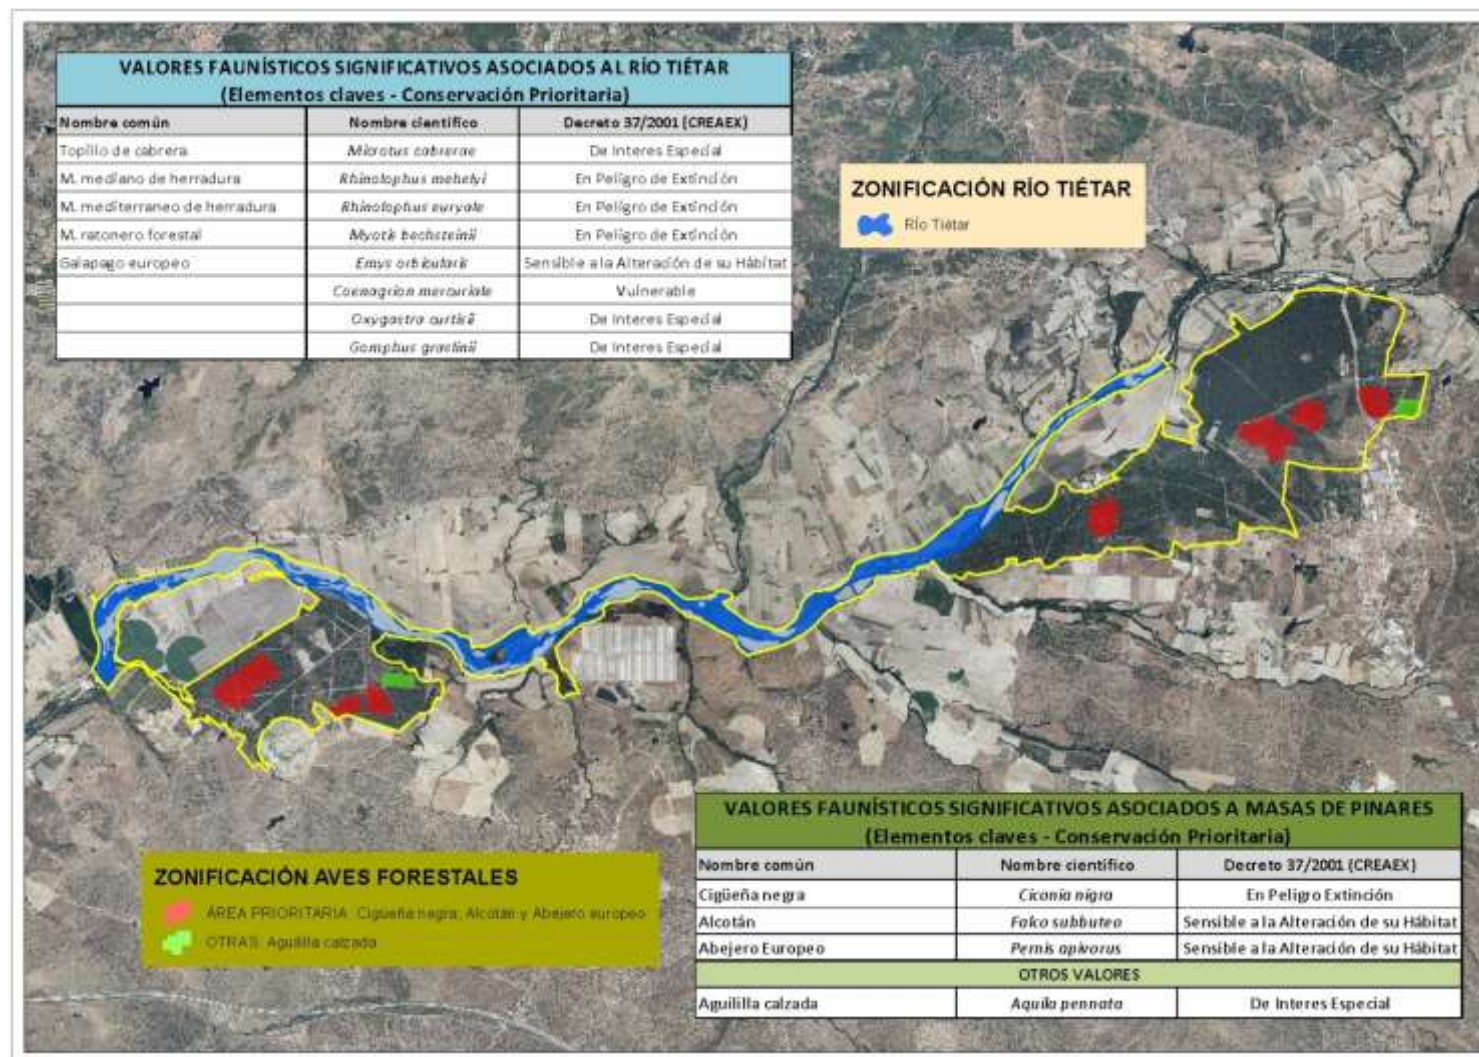 VALORES FAUNÍSTICOS SIGNIFICATIVOS ASOCIADOS AL RÍO TIÉTAR
(Elementos claves - Conservación Prioritaria)
Nombre común Nombre científico Decreto 37/2001 (CREAEX)
Topillo de cabrera Microtus cabrerae De Interes Especial
M. mediano de herradura Rhinolophus mehelyi En Peligro de Extinción
M. mediterraneo de herradura Rhinolophus euryale En Peligro de Extinción
M. ratonero forestal Myotis bechsteinii En Peligro de Extinción
Galapago europeo Emys orbicularis Sensible a la Alteración de su Hábitat
Coenagrion mercuriale Vulnerable
Oxygastra curtisii De Interes Especial
Gomphus graslinii De Interes Especial
ZONIFICACIÓN RÍO TIÉTAR
Río Tiétar
ZONIFICACIÓN AVES FORESTALES
ÁREA PRIORITARIA: Cigüeña negra, Alcotán y Abejero europeo
OTRAS: Aguililla calzada
VALORES FAUNÍSTICOS SIGNIFICATIVOS ASOCIADOS A MASAS DE PINARES
(Elementos claves - Conservación Prioritaria)
Nombre común Nombre científico Decreto 37/2001 (CREAEX)
Cigüeña negra Ciconia nigra En Peligro Extinción
Alcotán Falco subbuteo Sensible a la Alteración de su Hábitat
Abejero Europeo Pernis apivorus Sensible a la Alteración de su Hábitat
OTROS VALORES
Aguililla calzada Aquila pennata De Interes Especial